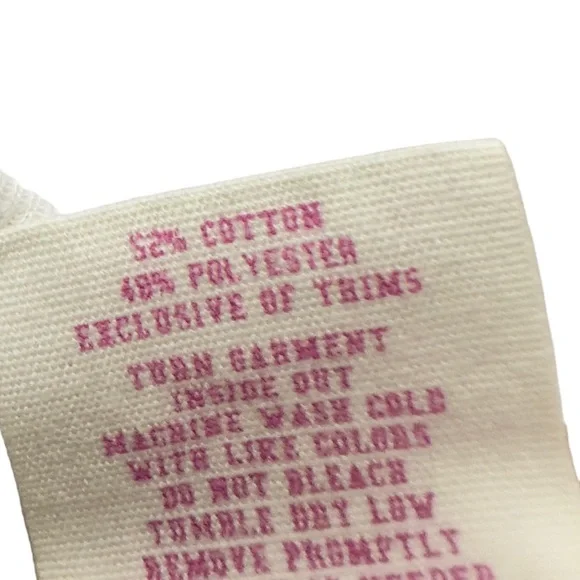 52% COTTON
48% POLYESTER
EXCLUSIVE OF TRIMS
TURN GARMENT
INSIDE OUT
MACHINE WASH COLD
WITH LIKE COLORS
DO NOT BLEACH
TUMBLE DRY LOW
REMOVE PROMPTLY
NEEDED